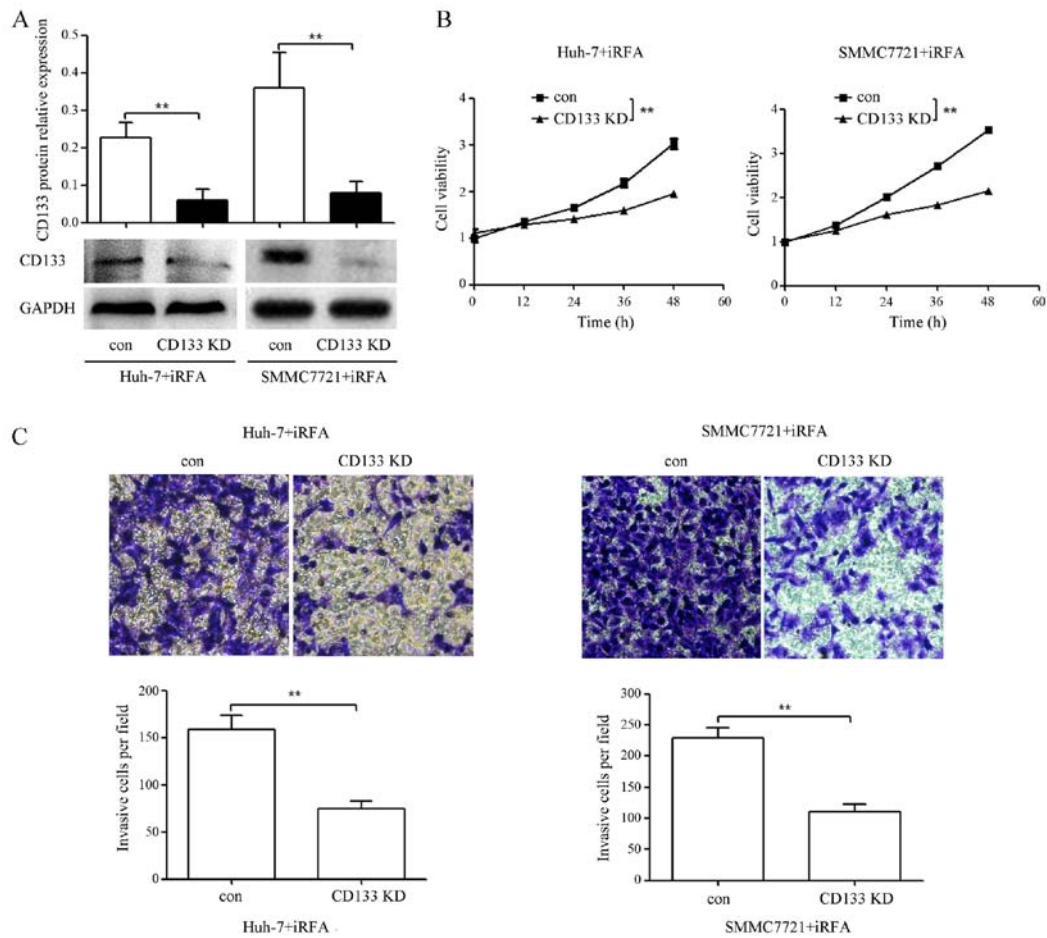 A
CD133 protein relative expression
0.5
0.4
0.3
0.2
0.1
0.0
**
**
CD133
GAPDH
con
CD133 KD
con
CD133 KD
Huh-7+iRFA
SMMC7721+iRFA
B
Huh-7+iRFA
con
CD133 KD
**
Cell viability
4
3
2
1
0
0
12
24
36
48
60
Time (h)
SMMC7721+iRFA
con
CD133 KD
**
Cell viability
4
3
2
1
0
0
12
24
36
48
60
Time (h)
C
Huh-7+iRFA
con
CD133 KD
SMMC7721+iRFA
con
CD133 KD
Invasive cells per field
200
150
100
50
0
**
con
CD133 KD
Huh-7+iRFA
Invasive cells per field
300
250
200
150
100
50
0
**
con
CD133 KD
SMMC7721+iRFA